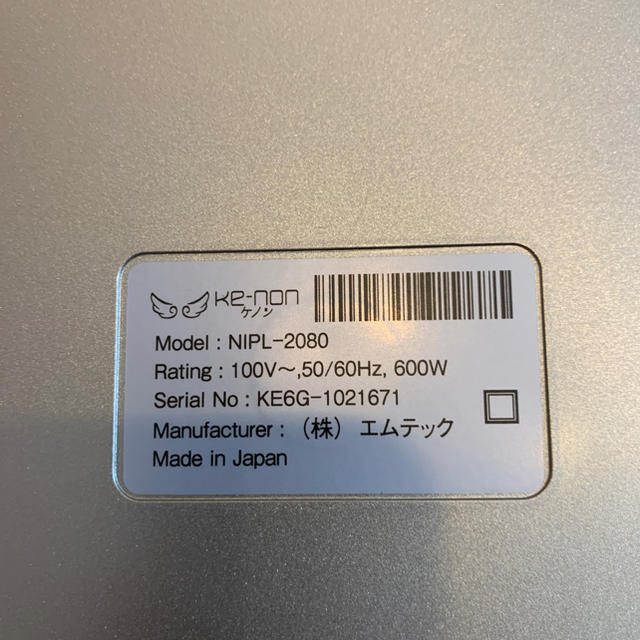 Ke-non
ケノン
Model : NIPL-2080
Rating : 100V～,50/60Hz, 600W
Serial No : KE6G-1021671
Manufacturer : （株） エムテック
Made in Japan